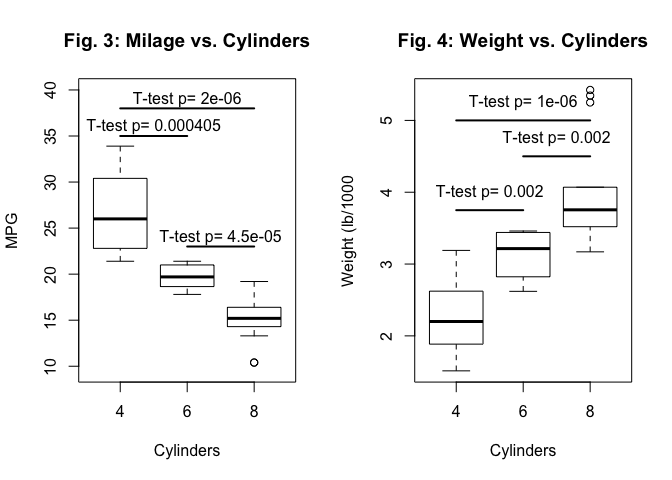 Fig. 3: Milage vs. Cylinders
MPG
40
35
30
25
20
15
10
T-test p= 2e-06
T-test p= 0.000405
T-test p= 4.5e-05
4 6 8
Cylinders
Fig. 4: Weight vs. Cylinders
Weight (lb/1000
5
4
3
2
T-test p= 1e-06
T-test p= 0.002
T-test p= 0.002
4 6 8
Cylinders